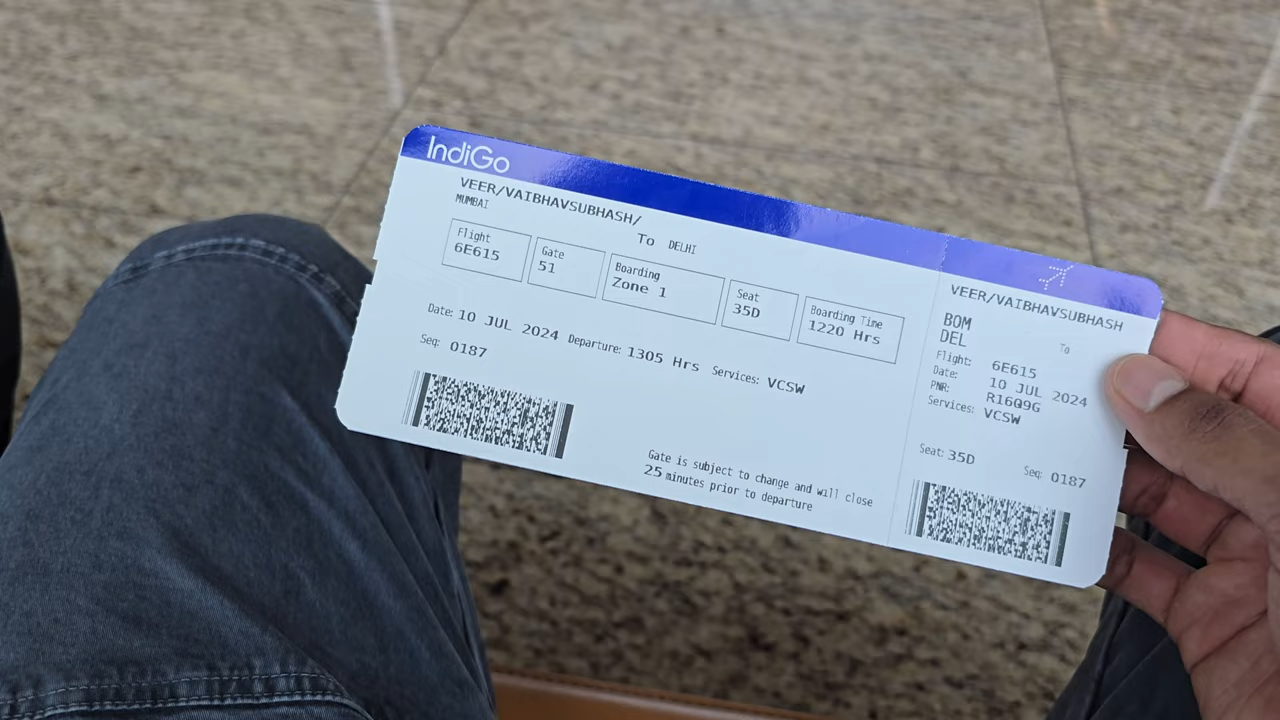 IndiGo
VEER/VAIBHAVSUBHASH/
MUMBAI
To DELHI
Flight
6E615
Gate
51
Boarding
Zone 1
Seat
35D
Boarding Time
1220 Hrs
Date: 10 JUL 2024 Departure: 1305 Hrs Services: VCSW
Seq: 0187
Gate is subject to change and will close
25 minutes prior to departure
VEER/VAIBHAVSUBHASH
BOM
To
DEL
Flight: 6E615
Date: 10 JUL 2024
PNR: R16Q9G
Services: VCSW
Seat: 35D
Seq: 0187